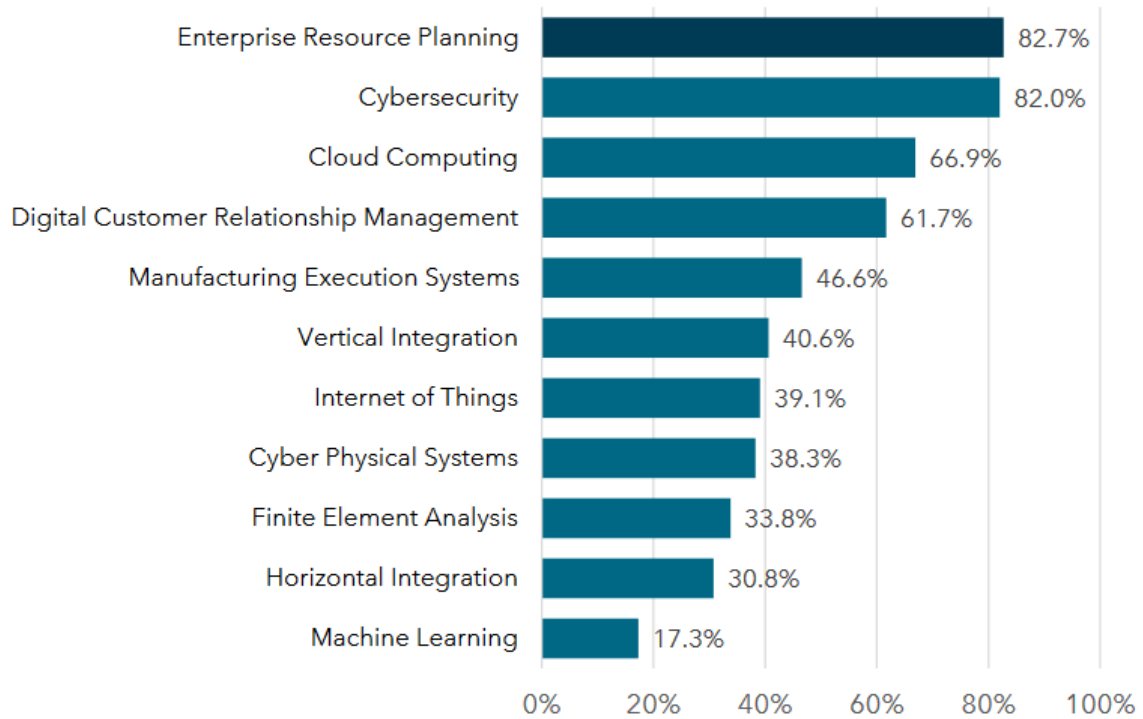 Enterprise Resource Planning 82.7%
Cybersecurity 82.0%
Cloud Computing 66.9%
Digital Customer Relationship Management 61.7%
Manufacturing Execution Systems 46.6%
Vertical Integration 40.6%
Internet of Things 39.1%
Cyber Physical Systems 38.3%
Finite Element Analysis 33.8%
Horizontal Integration 30.8%
Machine Learning 17.3%
0% 20% 40% 60% 80% 100%